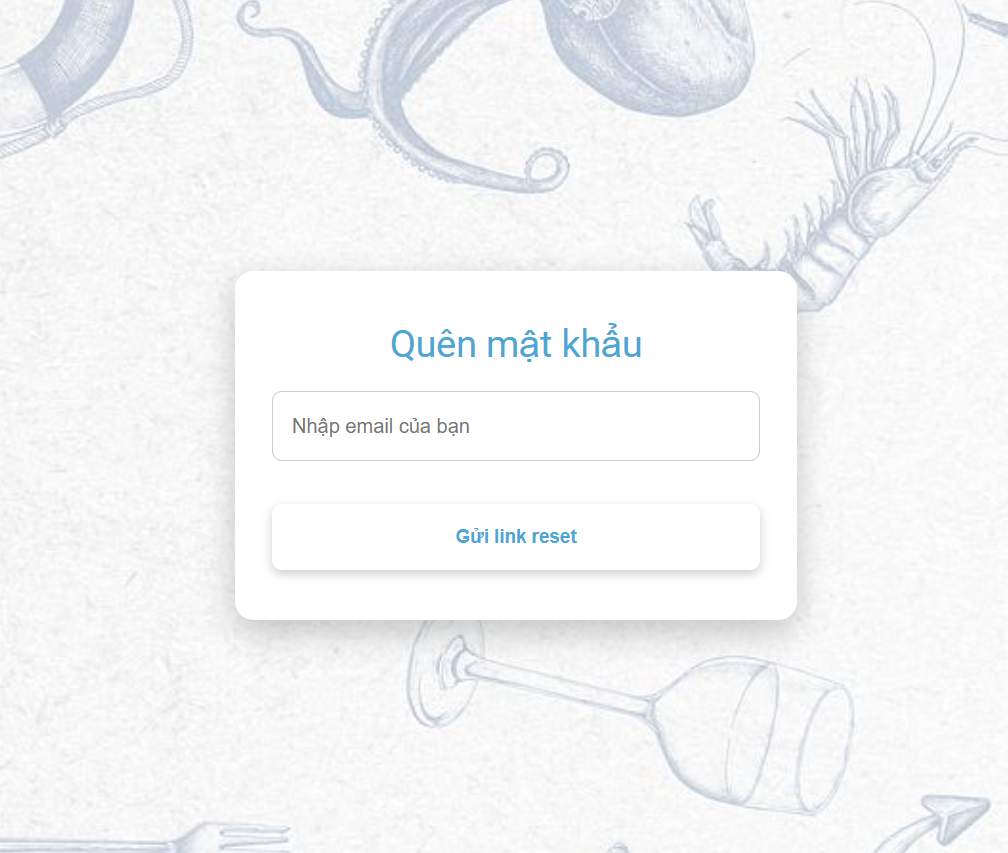 Quên mật khẩu
Nhập email của bạn
Gửi link reset